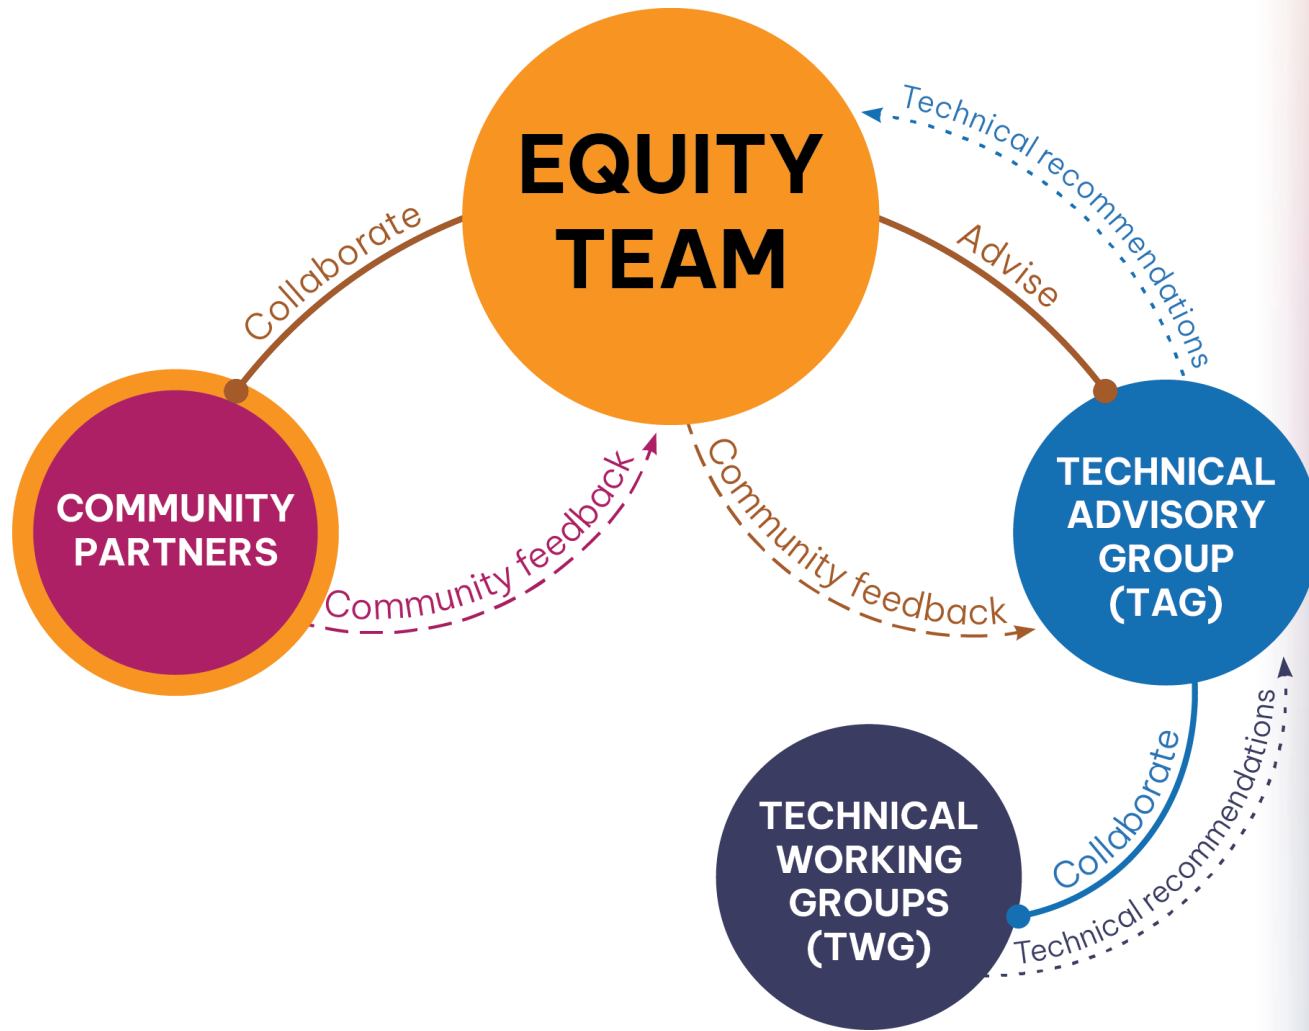 EQUITY
TEAM
Technical recommendations
Collaborate
Advise
COMMUNITY
PARTNERS
Community feedback
Community feedback
TECHNICAL
ADVISORY
GROUP
(TAG)
TECHNICAL
WORKING
GROUPS
(TWG)
Collaborate
Technical recommendations